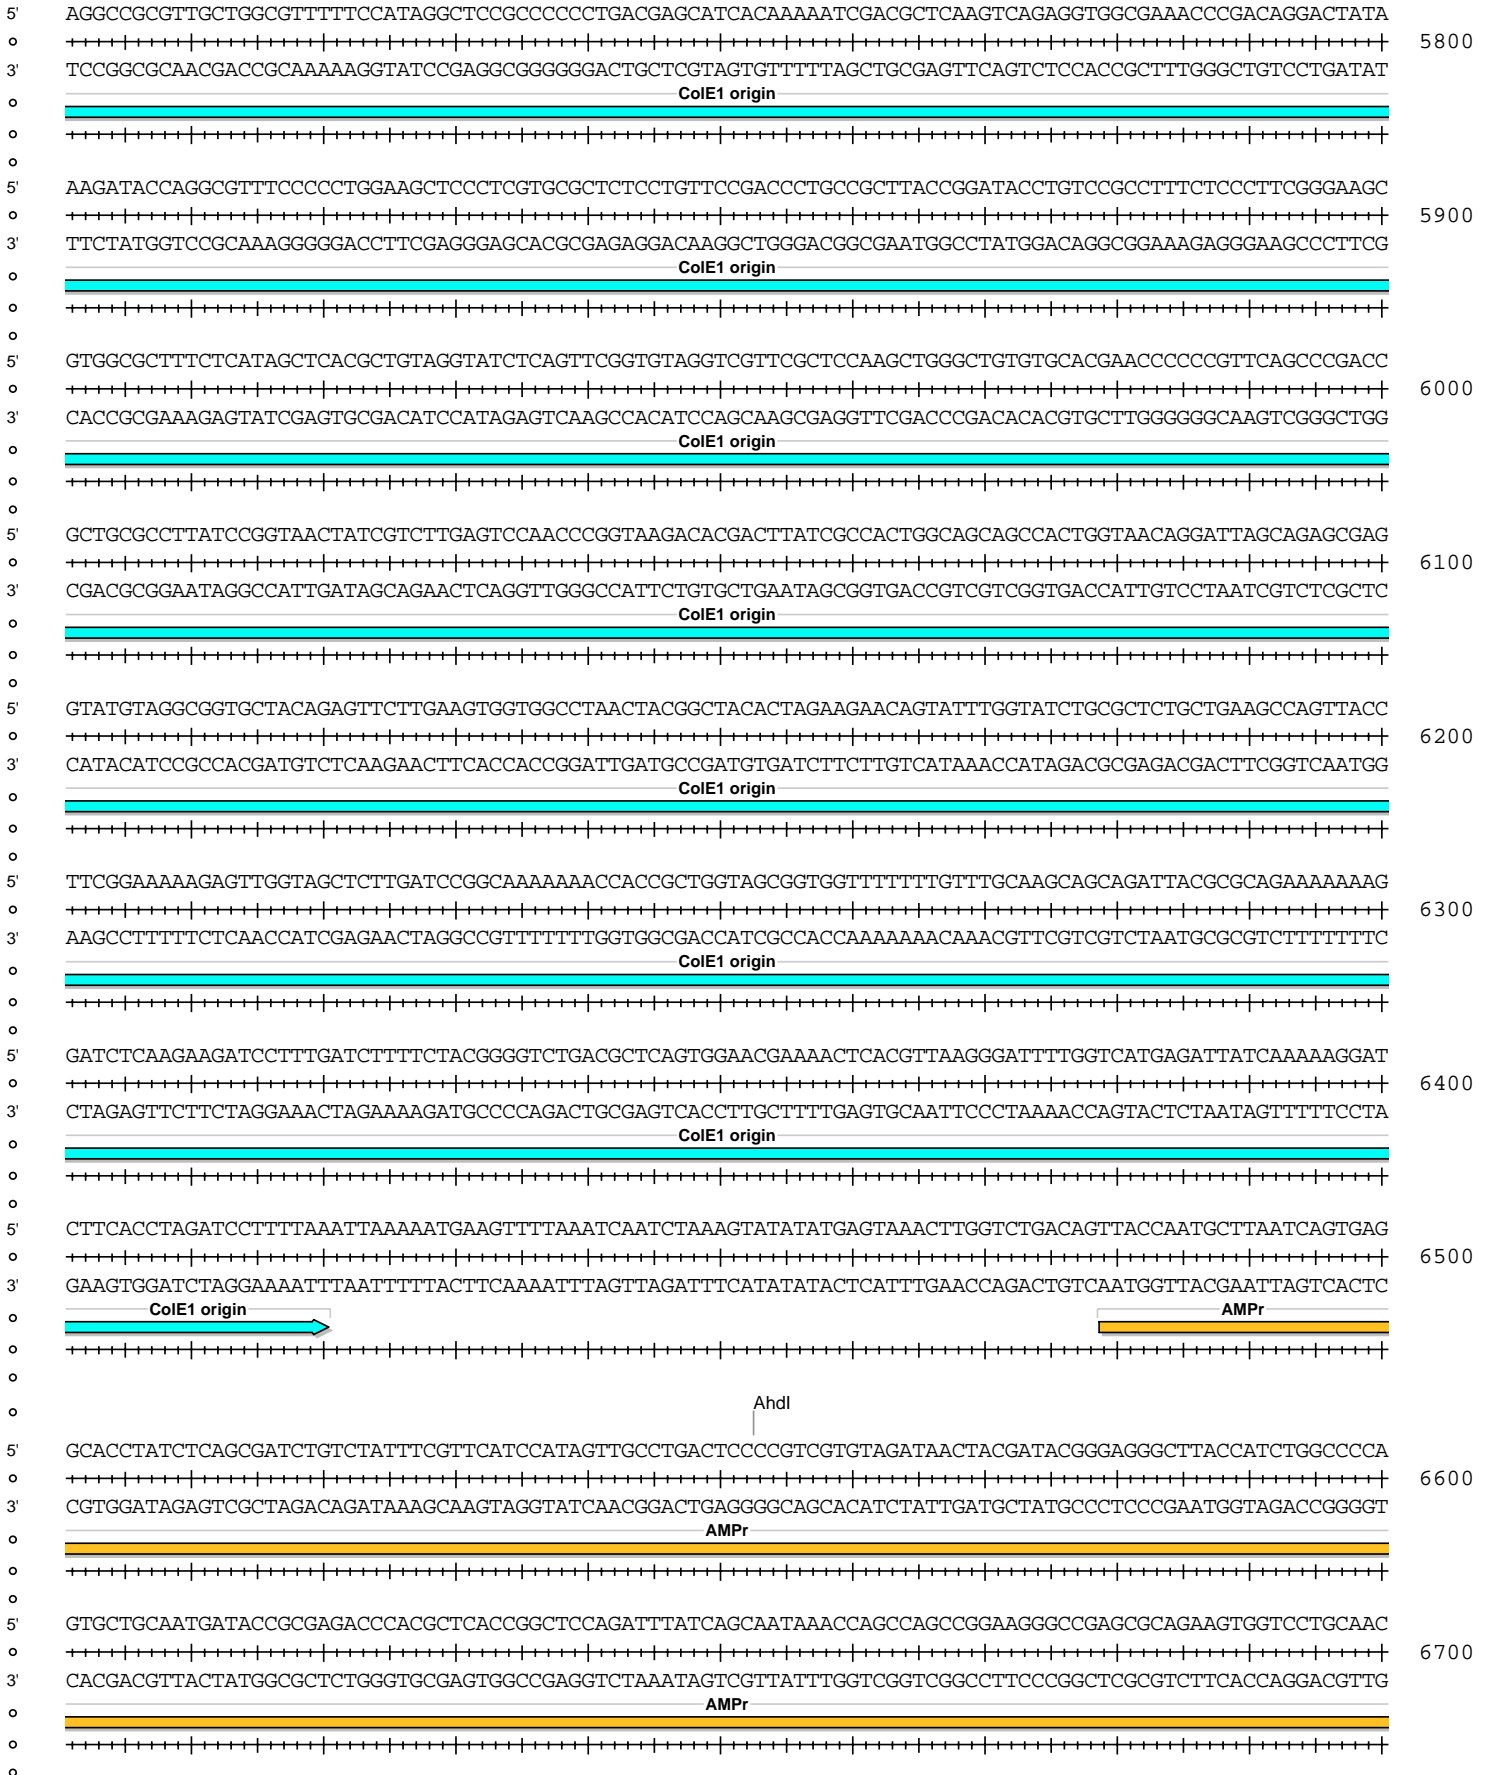 5' AGGCCGCGTTGCTGGCGTTTTTCCATAGGCTCCGCCCCCCTGACGAGCATCACAAAAATCGACGCTCAAGTCAGAGGTGGCGAAACCCGACAGGACTATA
5800
3' TCCGGCGCAACGACCGCAAAAAGGTATCCGAGGCGGGGGGACTGCTCGTAGTGTTTTTAGCTGCGAGTTCAGTCTCCACCGCTTTGGGCTGTCCTGATAT
ColE1 origin
5' AAGATACCAGGCGTTTCCCCCTGGAAGCTCCCTCGTGCGCTCTCCTGTTCCGACCCTGCCGCTTACCGGATACCTGTCCGCCTTTCTCCCTTCGGGAAGC
5900
3' TTCTATGGTCCGCAAAGGGGGACCTTCGAGGGAGCACGCGAGAGGACAAGGCTGGGACGGCGAATGGCCTATGGACAGGCGGAAAGAGGGAAGCCCTTCG
ColE1 origin
5' GTGGCGCTTTCTCATAGCTCACGCTGTAGGTATCTCAGTTCGGTGTAGGTCGTTCGCTCCAAGCTGGGCTGTGTGCACGAACCCCCCGTTCAGCCCGACC
6000
3' CACCGCGAAAGAGTATCGAGTGCGACATCCATAGAGTCAAGCCACATCCAGCAAGCGAGGTTCGACCCGACACACGTGCTTGGGGGGCAAGTCGGGCTGG
ColE1 origin
5' GCTGCGCCTTATCCGGTAACTATCGTCTTGAGTCCAACCCGGTAAGACACGACTTATCGCCACTGGCAGCAGCCACTGGTAACAGGATTAGCAGAGCGAG
6100
3' CGACGCGGAATAGGCCATTGATAGCAGAACTCAGGTTGGGCCATTCTGTGCTGAATAGCGGTGACCGTCGTCGGTGACCATTGTCCTAATCGTCTCGCTC
ColE1 origin
5' GTATGTAGGCGGTGCTACAGAGTTCTTGAAGTGGTGGCCTAACTACGGCTACACTAGAAGAACAGTATTTGGTATCTGCGCTCTGCTGAAGCCAGTTACC
6200
3' CATACATCCGCCACGATGTCTCAAGAACTTCACCACCGGATTGATGCCGATGTGATCTTCTTGTCATAAACCATAGACGCGAGACGACTTCGGTCAATGG
ColE1 origin
5' TTCGGAAAAAGAGTTGGTAGCTCTTGATCCGGCAAAAAAACCACCGCTGGTAGCGGTGGTTTTTTTGTTTGCAAGCAGCAGATTACGCGCAGAAAAAAAG
6300
3' AAGCCTTTTTCTCAACCATCGAGAACTAGGCCGTTTTTTTGGTGGCGACCATCGCCACCAAAAAAACAAACGTTCGTCGTCTAATGCGCGTCTTTTTTTC
ColE1 origin
5' GATCTCAAGAAGATCCTTTGATCTTTTCTACGGGGTCTGACGCTCAGTGGAACGAAAACTCACGTTAAGGGATTTTGGTCATGAGATTATCAAAAAGGAT
6400
3' CTAGAGTTCTTCTAGGAAACTAGAAAAGATGCCCCAGACTGCGAGTCACCTTGCTTTTGAGTGCAATTCCCTAAAACCAGTACTCTAATAGTTTTTCCTA
ColE1 origin
5' CTTCACCTAGATCCTTTTAAATTAAAAATGAAGTTTTAAATCAATCTAAAGTATATATGAGTAAACTTGGTCTGACAGTTACCAATGCTTAATCAGTGAG
6500
3' GAAGTGGATCTAGGAAAATTTAATTTTTACTTCAAAATTTAGTTAGATTTCATATATACTCATTTGAACCAGACTGTCAATGGTTACGAATTAGTCACTC
ColE1 origin AMPr
AhdI
5' GCACCTATCTCAGCGATCTGTCTATTTCGTTCATCCATAGTTGCCTGACTCCCCGTCGTGTAGATAACTACGATACGGGAGGGCTTACCATCTGGCCCCA
6600
3' CGTGGATAGAGTCGCTAGACAGATAAAGCAAGTAGGTATCAACGGACTGAGGGGCAGCACATCTATTGATGCTATGCCCTCCCGAATGGTAGACCGGGGT
AMPr
5' GTGCTGCAATGATACCGCGAGACCCACGCTCACCGGCTCCAGATTTATCAGCAATAAACCAGCCAGCCGGAAGGGCCGAGCGCAGAAGTGGTCCTGCAAC
6700
3' CACGACGTTACTATGGCGCTCTGGGTGCGAGTGGCCGAGGTCTAAATAGTCGTTATTTGGTCGGTCGGCCTTCCCGGCTCGCGTCTTCACCAGGACGTTG
AMPr